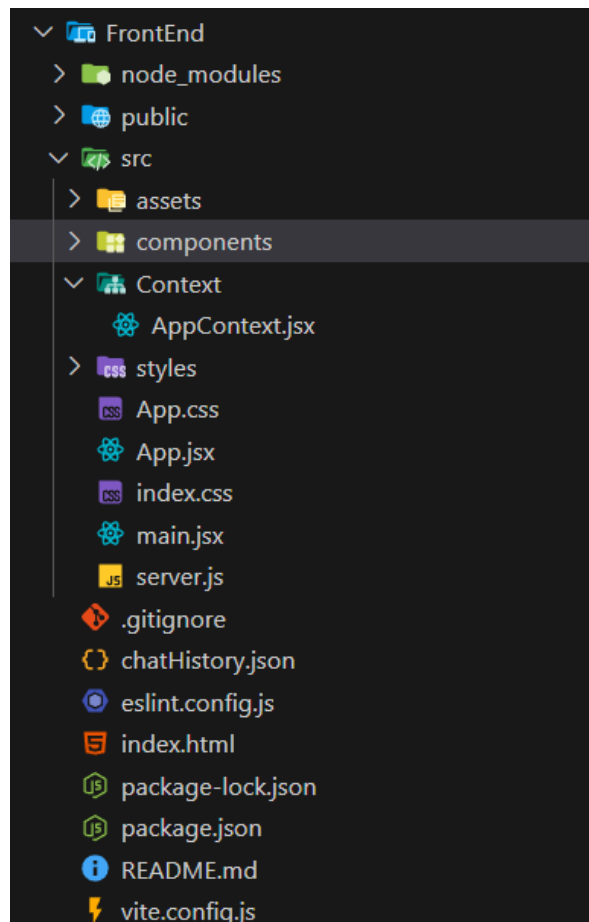 FrontEnd
node_modules
public
src
assets
components
Context
AppContext.jsx
styles
App.css
App.jsx
index.css
main.jsx
JS server.js
.gitignore
chatHistory.json
eslint.config.js
index.html
package-lock.json
package.json
README.md
vite.config.js